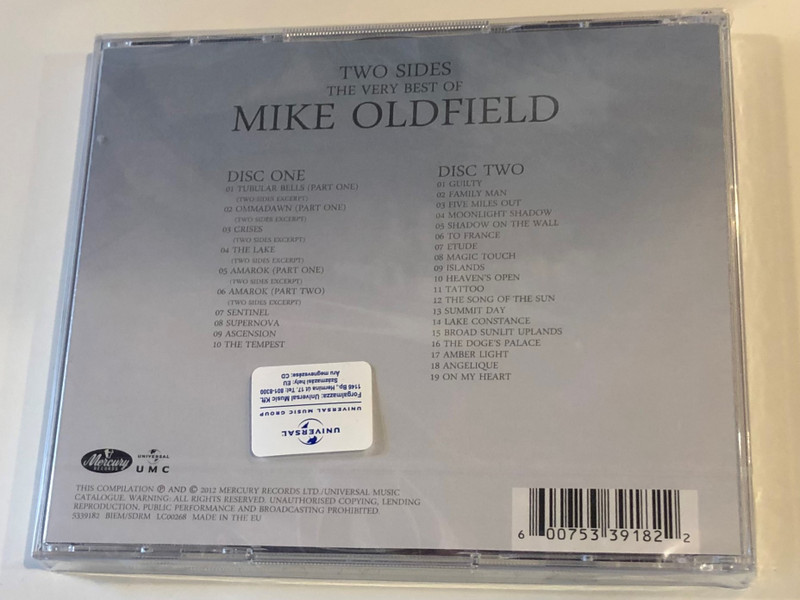 TWO SIDES
THE VERY BEST OF
MIKE OLDFIELD
DISC ONE
01 TUBULAR BELLS (PART ONE)
(TWO SIDES EXCERPT)
02 OMMADAWN (PART ONE)
(TWO SIDES EXCERPT)
03 CRISES
(TWO SIDES EXCERPT)
04 THE LAKE
(TWO SIDES EXCERPT)
05 AMAROK (PART ONE)
(TWO SIDES EXCERPT)
06 AMAROK (PART TWO)
(TWO SIDES EXCERPT)
07 SENTINEL
08 SUPERNOVA
09 ASCENSION
10 THE TEMPEST
DISC TWO
01 GUILTY
02 FAMILY MAN
03 FIVE MILES OUT
04 MOONLIGHT SHADOW
05 SHADOW ON THE WALL
06 TO FRANCE
07 ETUDE
08 MAGIC TOUCH
09 ISLANDS
10 HEAVEN'S OPEN
11 TATTOO
12 THE SONG OF THE SUN
13 SUMMIT DAY
14 LAKE CONSTANCE
15 BROAD SUNLIT UPLANDS
16 THE DOGE'S PALACE
17 AMBER LIGHT
18 ANGELIQUE
19 ON MY HEART
UNIVERSAL
UNIVERSAL MUSIC GROUP
Forgalmazza: Universal Music Kft.
1146 Bp., Hermina út 17. Tel: 801-8300
Származási hely: EU
Áru megnevezése: CD
Mercury
RECORDS
UNIVERSAL
UMC
THIS COMPILATION ℗ AND © 2012 MERCURY RECORDS LTD./UNIVERSAL MUSIC
CATALOGUE. WARNING: ALL RIGHTS RESERVED. UNAUTHORISED COPYING, LENDING
REPRODUCTION, PUBLIC PERFORMANCE AND BROADCASTING PROHIBITED.
5339182 BIEM/SDRM LC00268 MADE IN THE EU
6 00753 39182 2